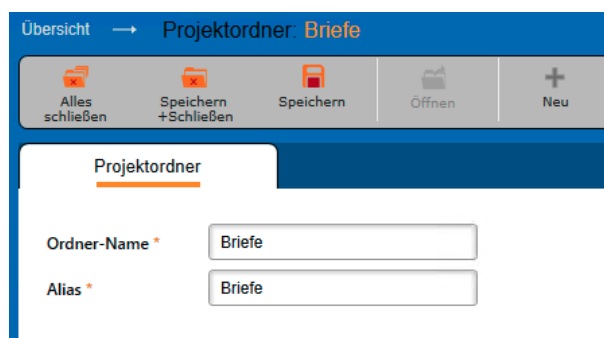 Übersicht → Projektordner: Briefe
Alles schließen
Speichern +Schließen
Speichern
Öffnen
Neu
Projektordner
Ordner-Name * Briefe
Alias * Briefe